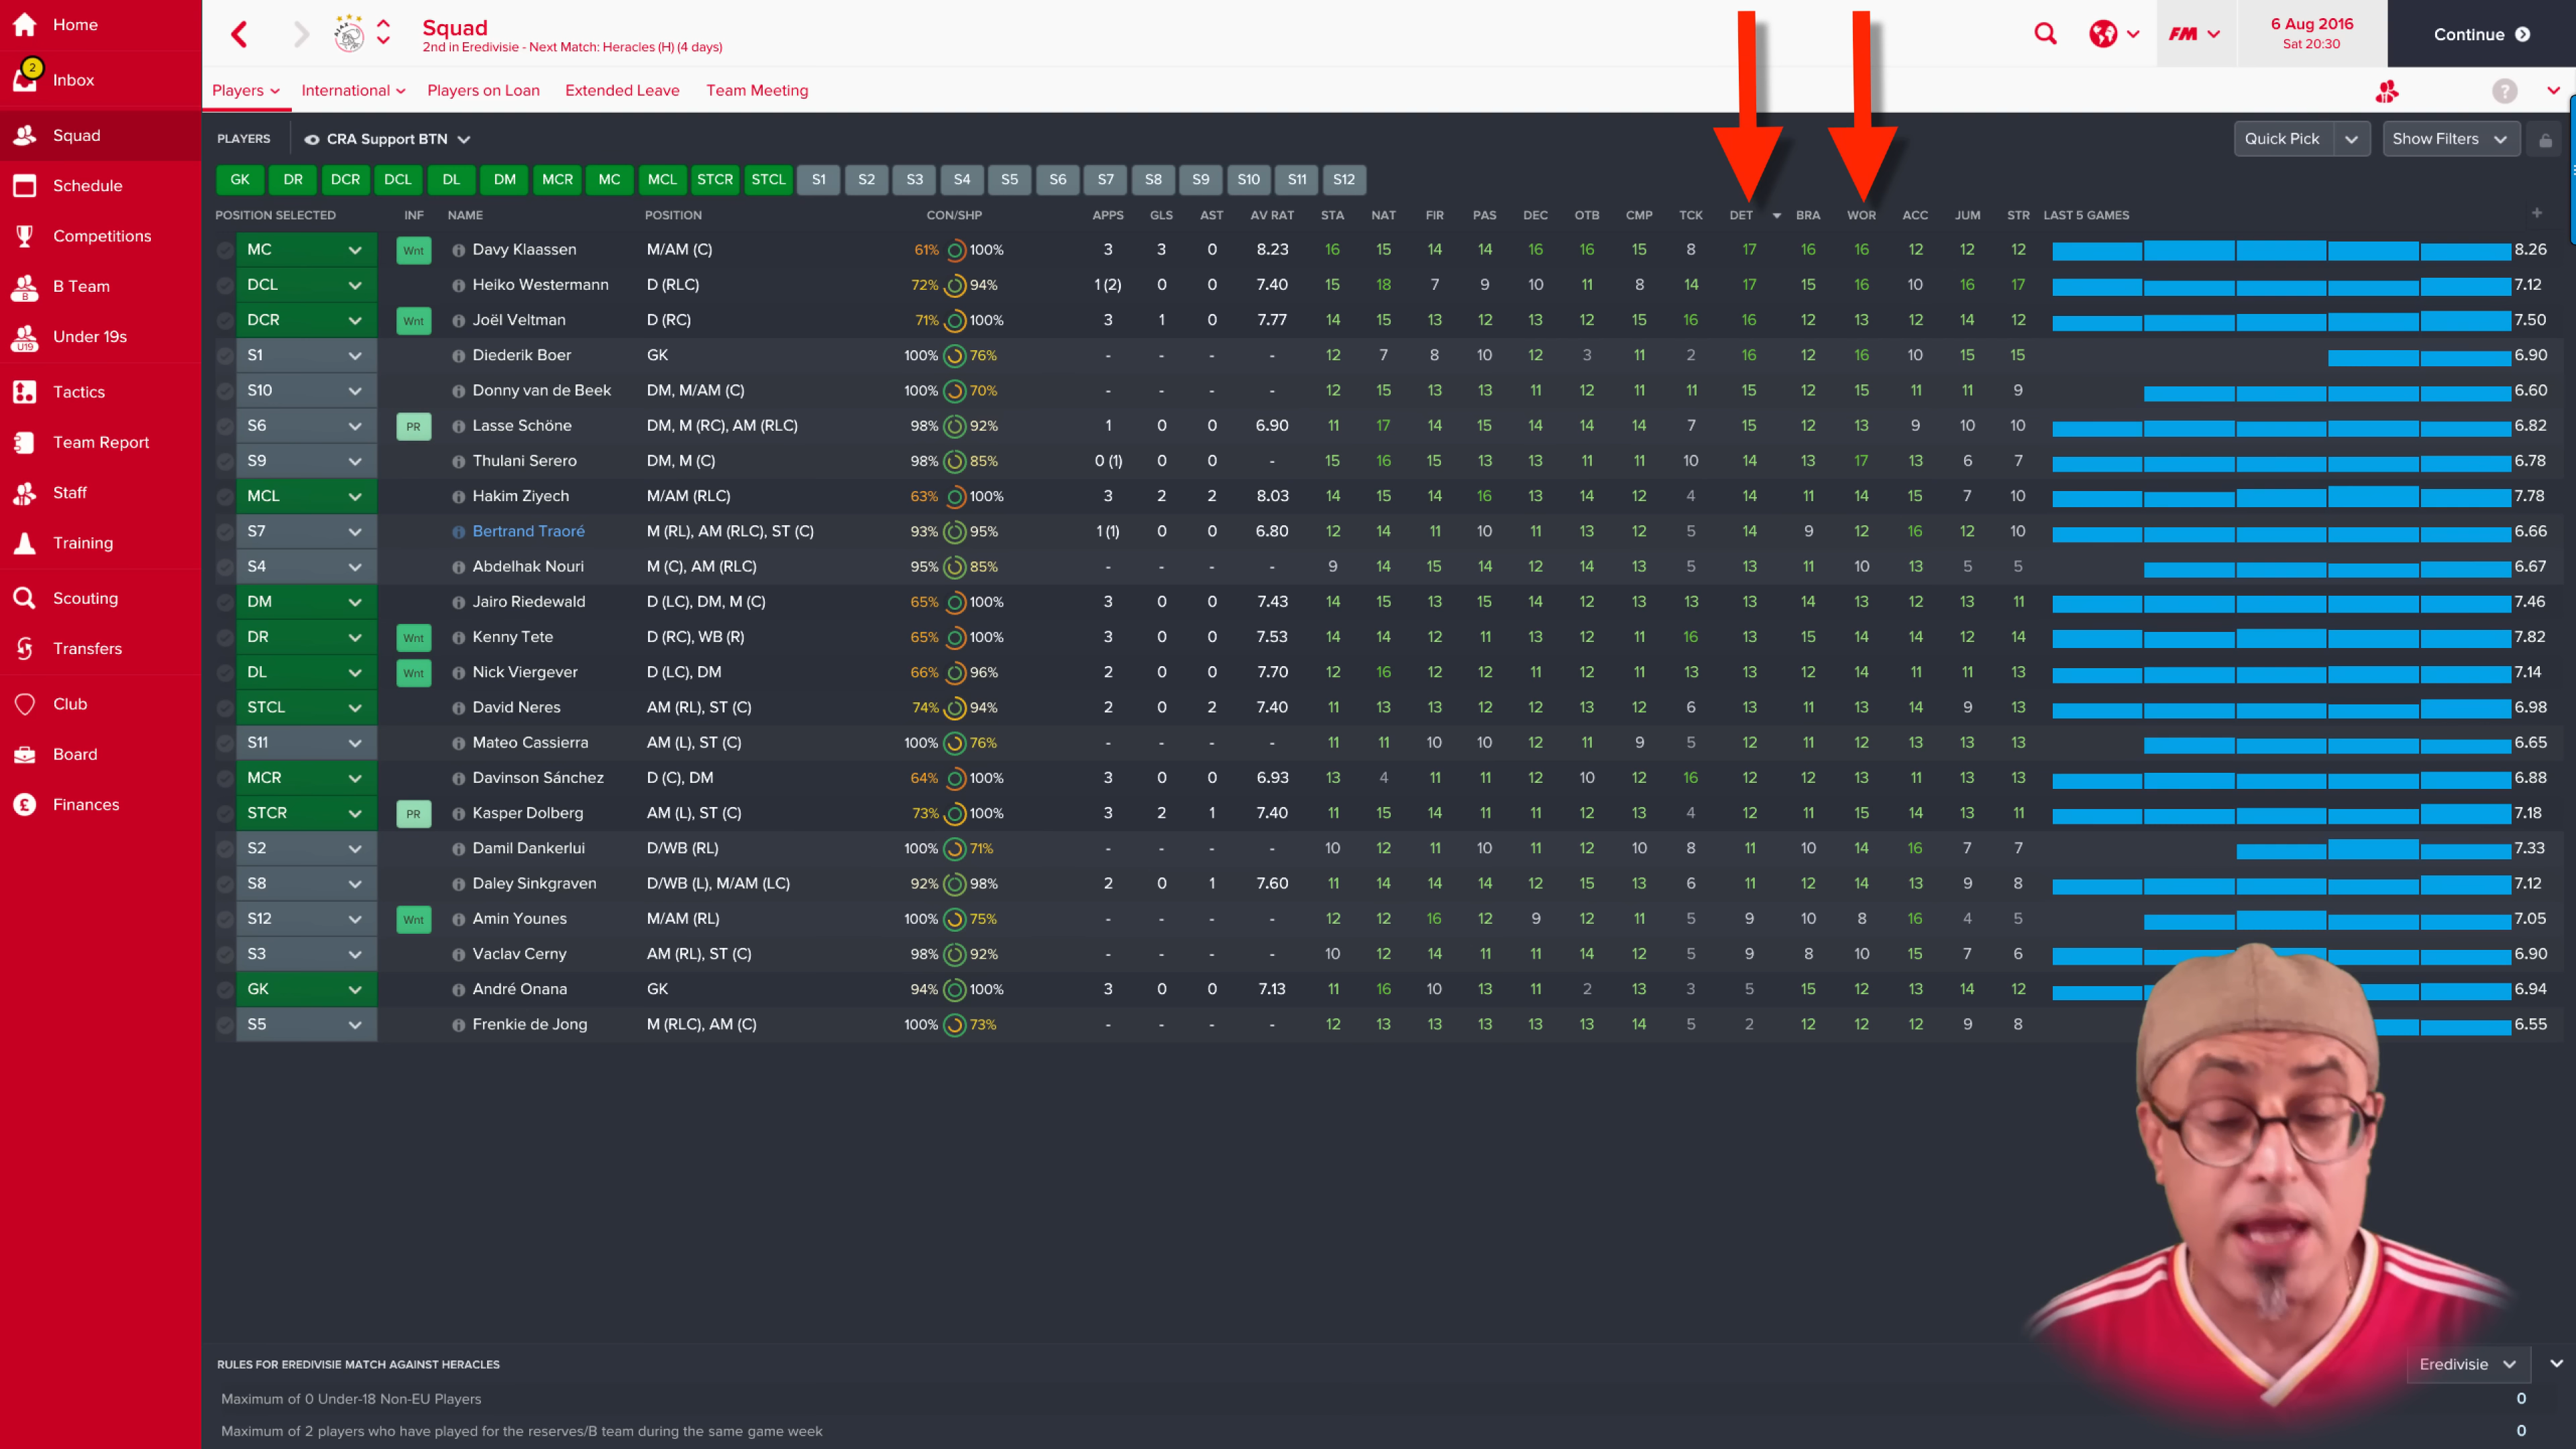 Home
2
Inbox
Squad
Schedule
Competitions
B
B Team
U19
Under 19s
Tactics
Team Report
Staff
Training
Scouting
Transfers
Club
Board
Finances
Squad
2nd in Eredivisie - Next Match: Heracles (H) (4 days)
FM
6 Aug 2016
Sat 20:30
Continue
Players International Players on Loan Extended Leave Team Meeting
?
PLAYERS CRA Support BTN Quick Pick Show Filters
GK DR DCR DCL DL DM MCR MC MCL STCR STCL S1 S2 S3 S4 S5 S6 S7 S8 S9 S10 S11 S12
POSITION SELECTED INF NAME POSITION CON/SHP APPS GLS AST AV RAT STA NAT FIR PAS DEC OTB CMP TCK DET BRA WOR ACC JUM STR LAST 5 GAMES +
MC Wnt Davy Klaassen M/AM (C) 61% 100% 3 3 0 8.23 16 15 14 14 16 16 15 8 17 16 16 12 12 12 8.26
DCL Heiko Westermann D (RLC) 72% 94% 1 (2) 0 0 7.40 15 18 7 9 10 11 8 14 17 15 16 10 16 17 7.12
DCR Wnt Joël Veltman D (RC) 71% 100% 3 1 0 7.77 14 15 13 12 13 12 15 16 16 12 13 12 14 12 7.50
S1 Diederik Boer GK 100% 76% - - - - 12 7 8 10 12 3 11 2 16 12 16 10 15 15 6.90
S10 Donny van de Beek DM, M/AM (C) 100% 70% - - - - 12 15 13 13 11 12 11 11 15 12 15 11 11 9 6.60
S6 PR Lasse Schöne DM, M (RC), AM (RLC) 98% 92% 1 0 0 6.90 11 17 14 15 14 14 14 7 15 12 13 9 10 10 6.82
S9 Thulani Serero DM, M (C) 98% 85% 0 (1) 0 0 - 15 16 15 13 13 11 11 10 14 13 17 13 6 7 6.78
MCL Hakim Ziyech M/AM (RLC) 63% 100% 3 2 2 8.03 14 15 14 16 13 14 12 4 14 11 14 15 7 10 7.78
S7 Bertrand Traoré M (RL), AM (RLC), ST (C) 93% 95% 1 (1) 0 0 6.80 12 14 11 10 11 13 12 5 14 9 12 16 12 10 6.66
S4 Abdelhak Nouri M (C), AM (RLC) 95% 85% - - - - 9 14 15 14 12 14 13 5 13 11 10 13 5 5 6.67
DM Jairo Riedewald D (LC), DM, M (C) 65% 100% 3 0 0 7.43 14 15 13 15 14 12 13 13 13 14 13 12 13 11 7.46
DR Wnt Kenny Tete D (RC), WB (R) 65% 100% 3 0 0 7.53 14 14 12 11 13 12 11 16 13 15 14 14 12 14 7.82
DL Wnt Nick Viergever D (LC), DM 66% 96% 2 0 0 7.70 12 16 12 12 11 12 12 13 13 12 14 11 11 13 7.14
STCL David Neres AM (RL), ST (C) 74% 94% 2 0 2 7.40 11 13 13 12 12 13 12 6 13 11 13 14 9 13 6.98
S11 Mateo Cassierra AM (L), ST (C) 100% 76% - - - - 11 11 10 10 12 11 9 5 12 11 12 13 13 13 6.65
MCR Davinson Sánchez D (C), DM 64% 100% 3 0 0 6.93 13 4 11 11 12 10 12 16 12 12 13 11 13 13 6.88
STCR PR Kasper Dolberg AM (L), ST (C) 73% 100% 3 2 1 7.40 11 15 14 11 11 12 13 4 12 11 15 14 13 11 7.18
S2 Damil Dankerlui D/WB (RL) 100% 71% - - - - 10 12 11 10 11 12 10 8 11 10 14 16 7 7 7.33
S8 Daley Sinkgraven D/WB (L), M/AM (LC) 92% 98% 2 0 1 7.60 11 14 14 14 12 15 13 6 11 12 14 13 9 8 7.12
S12 Wnt Amin Younes M/AM (RL) 100% 75% - - - - 12 12 16 12 9 12 11 5 9 10 8 16 4 5 7.05
S3 Vaclav Cerny AM (RL), ST (C) 98% 92% - - - - 10 12 14 11 11 14 12 5 9 8 10 15 7 6 6.90
GK André Onana GK 94% 100% 3 0 0 7.13 11 16 10 13 11 2 13 3 5 15 12 13 14 12 6.94
S5 Frenkie de Jong M (RLC), AM (C) 100% 73% - - - - 12 13 13 13 13 13 14 5 2 12 12 12 9 8 6.55
RULES FOR EREDIVISIE MATCH AGAINST HERACLES Eredivisie
Maximum of 0 Under-18 Non-EU Players 0
Maximum of 2 players who have played for the reserves/B team during the same game week 0